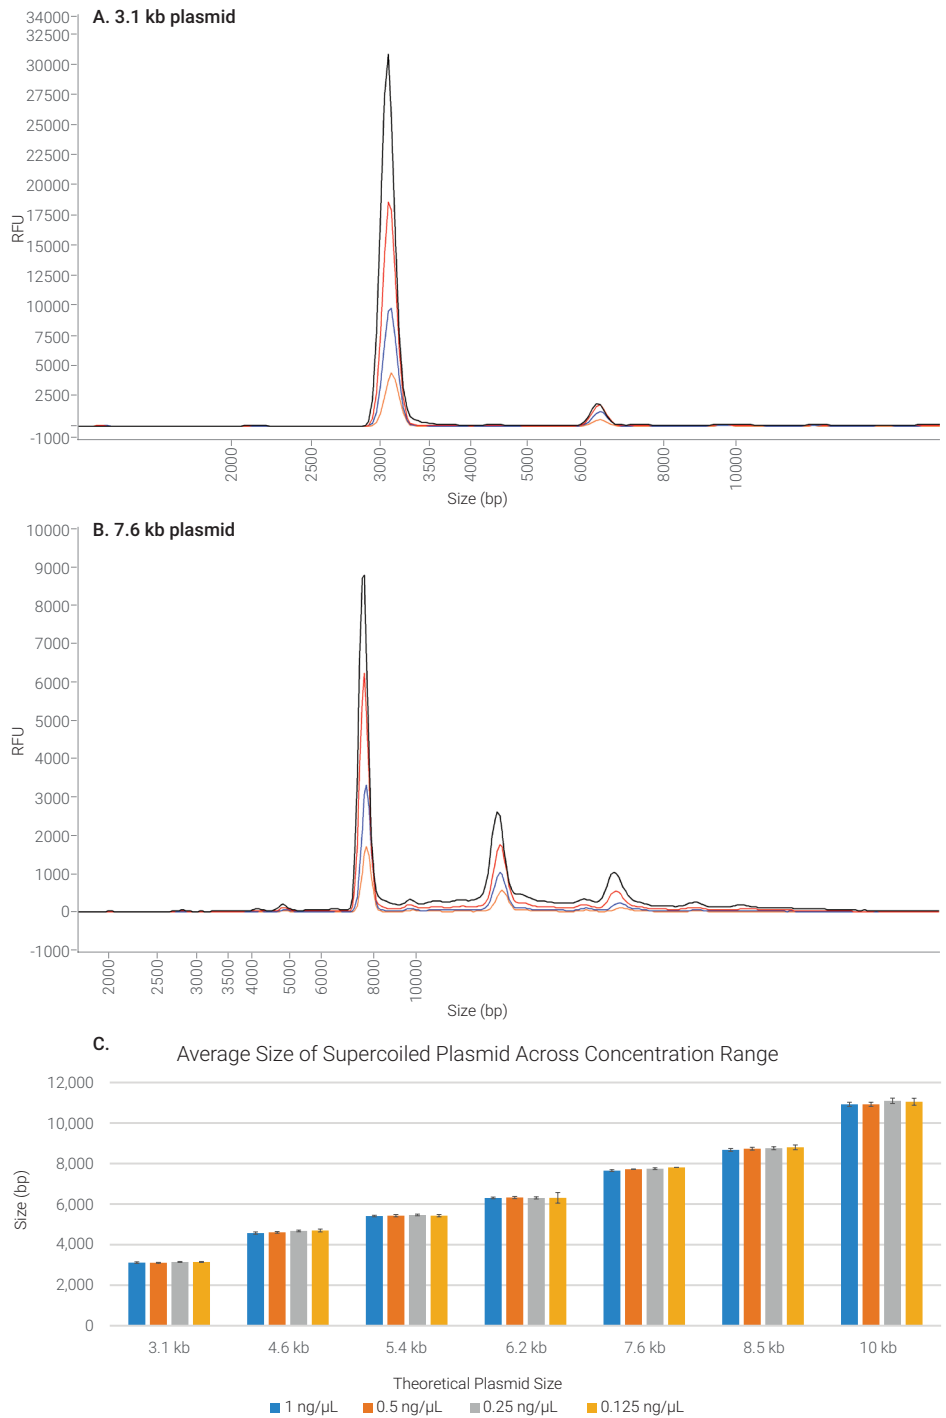 A. 3.1 kb plasmid
34000
32500
30000
27500
25000
22500
20000
17500
15000
12500
10000
7500
5000
2500
-1000
RFU
2000
2500
3000
3500
4000
5000
6000
8000
10000
Size (bp)
B. 7.6 kb plasmid
10000
9000
8000
7000
6000
5000
4000
3000
2000
1000
0
-1000
RFU
2000
2500
3000
3500
4000
5000
6000
8000
10000
Size (bp)
C.
Average Size of Supercoiled Plasmid Across Concentration Range
12,000
10,000
8,000
6,000
4,000
2,000
0
Size (bp)
3.1 kb
4.6 kb
5.4 kb
6.2 kb
7.6 kb
8.5 kb
10 kb
Theoretical Plasmid Size
1 ng/µL
0.5 ng/µL
0.25 ng/µL
0.125 ng/µL